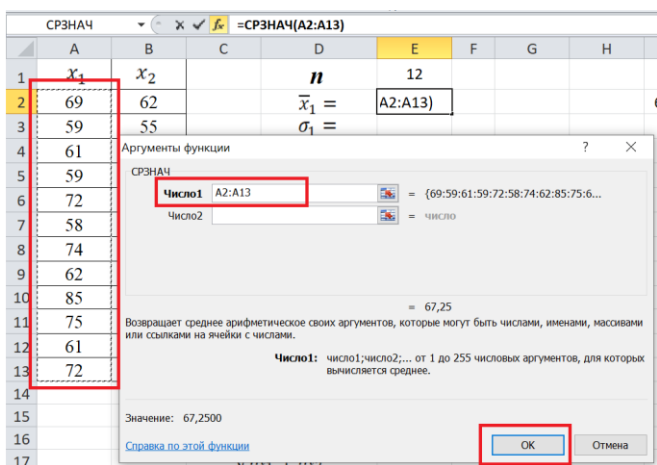 СРЗНАЧ =СРЗНАЧ(A2:A13)
A B C D E F G H
1 x₁ x₂ n 12
2 69 62 x̄₁ = A2:A13)
3 59 55 σ₁ =
4 61 Аргументы функции ? ×
5 59 СРЗНАЧ
6 72 Число1 A2:A13 = {69:59:61:59:72:58:74:62:85:75:6...
7 58 Число2 = число
8 74
9 62
10 85 = 67,25
11 75 Возвращает среднее арифметическое своих аргументов, которые могут быть числами, именами, массивами
12 61 или ссылками на ячейки с числами.
13 72 Число1: число1;число2;... от 1 до 255 числовых аргументов, для которых
вычисляется среднее.
14
15 Значение: 67,2500
16 Справка по этой функции ОК Отмена
17